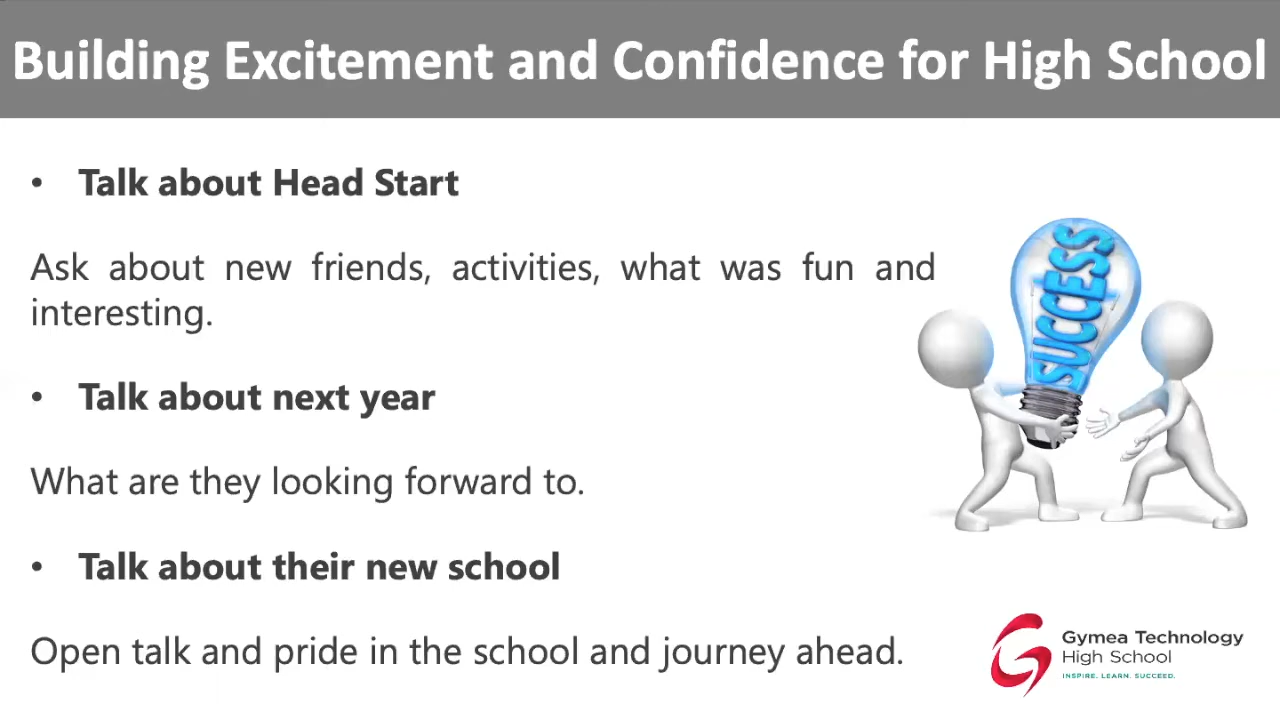 Building Excitement and Confidence for High School
• Talk about Head Start
Ask about new friends, activities, what was fun and
interesting.
• Talk about next year
What are they looking forward to.
• Talk about their new school
Open talk and pride in the school and journey ahead.
SUCCESS
Gymea Technology
High School
INSPIRE. LEARN. SUCCEED.